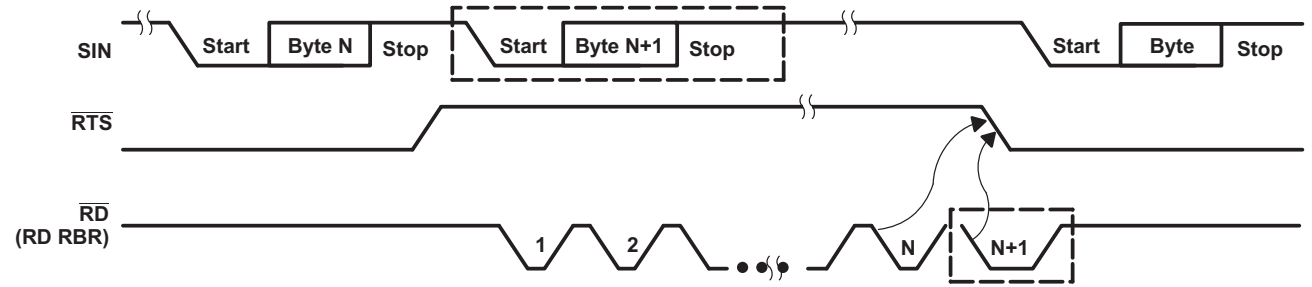 SIN
Start
Byte N
Stop
Start
Byte N+1
Stop
Start
Byte
Stop
RTS
RD
(RD RBR)
1
2
N
N+1